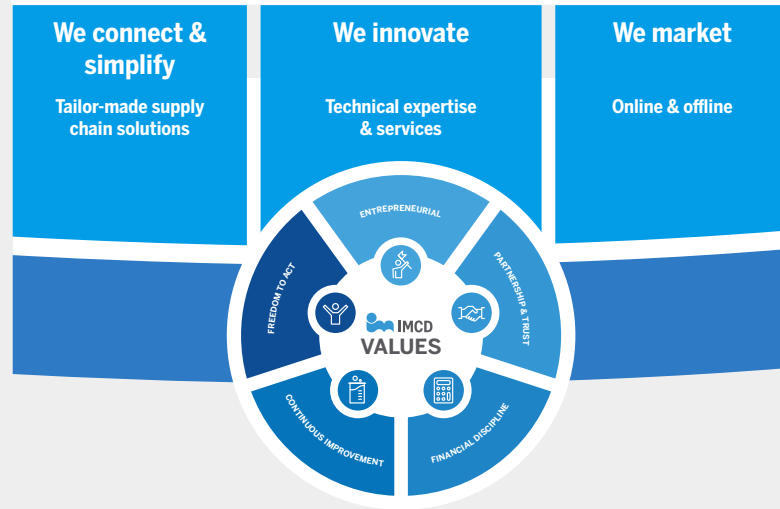 We connect &
simplify
Tailor-made supply
chain solutions
We innovate
Technical expertise
& services
We market
Online & offline
ENTREPRENEURIAL
PARTNERSHIP & TRUST
FINANCIAL DISCIPLINE
CONTINUOUS IMPROVEMENT
FREEDOM TO ACT
IMCD
VALUES